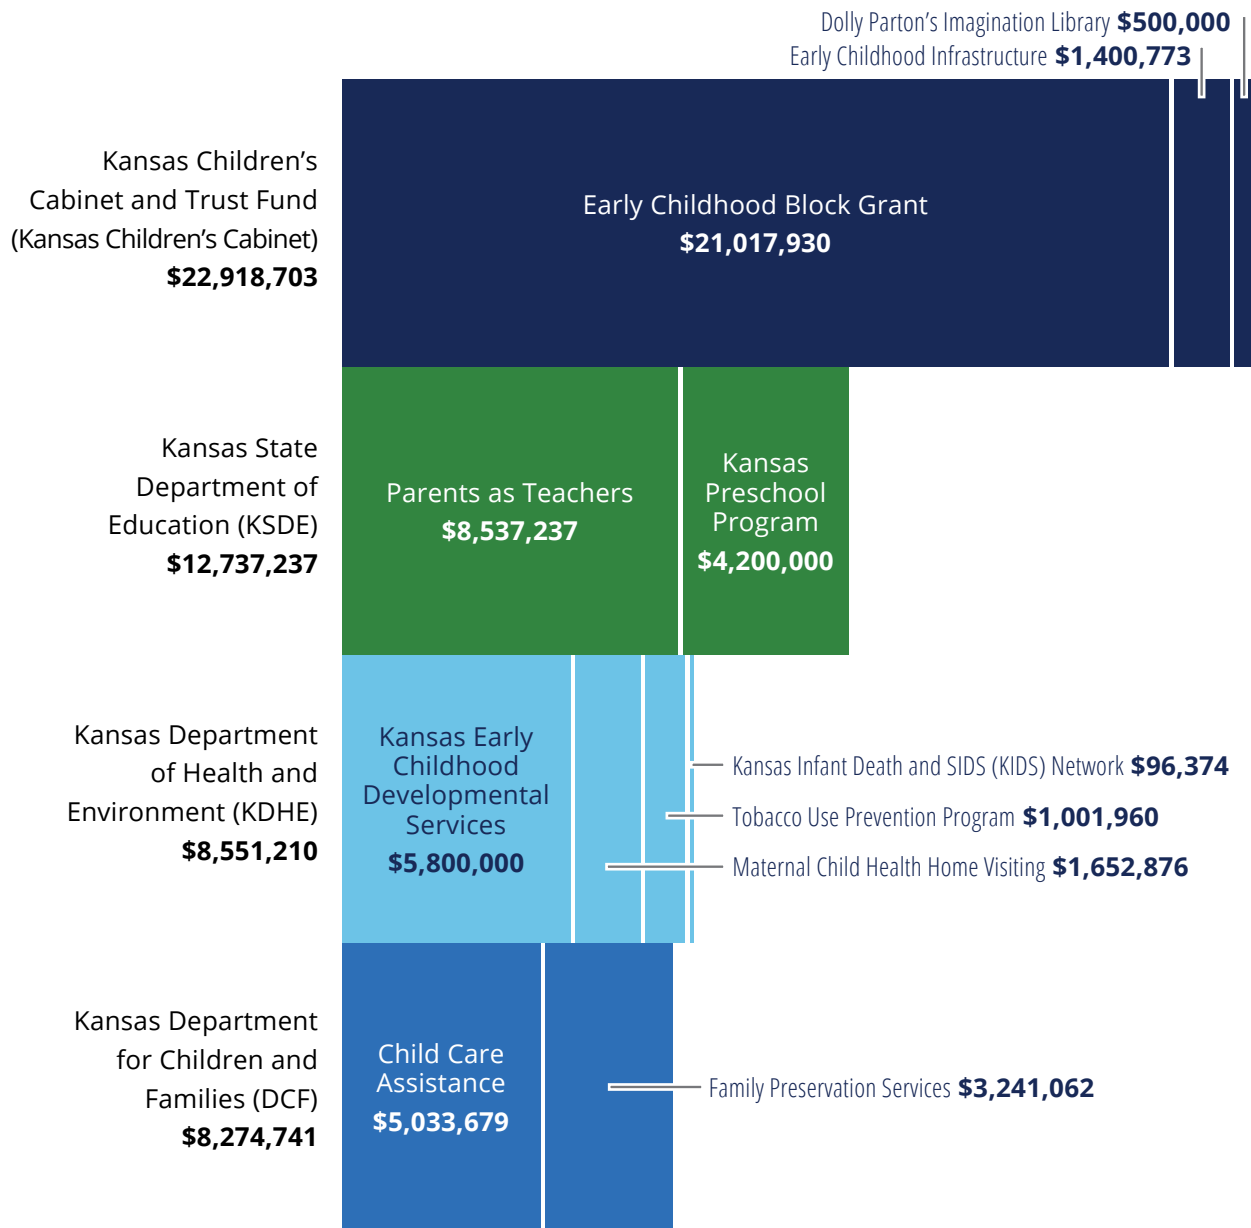 Dolly Parton’s Imagination Library $500,000
Early Childhood Infrastructure $1,400,773
Kansas Children’s
Cabinet and Trust Fund
(Kansas Children’s Cabinet)
$22,918,703
Early Childhood Block Grant
$21,017,930
Kansas State
Department of
Education (KSDE)
$12,737,237
Parents as Teachers
$8,537,237
Kansas
Preschool
Program
$4,200,000
Kansas Department
of Health and
Environment (KDHE)
$8,551,210
Kansas Early
Childhood
Developmental
Services
$5,800,000
Kansas Infant Death and SIDS (KIDS) Network $96,374
Tobacco Use Prevention Program $1,001,960
Maternal Child Health Home Visiting $1,652,876
Kansas Department
for Children and
Families (DCF)
$8,274,741
Child Care
Assistance
$5,033,679
Family Preservation Services $3,241,062